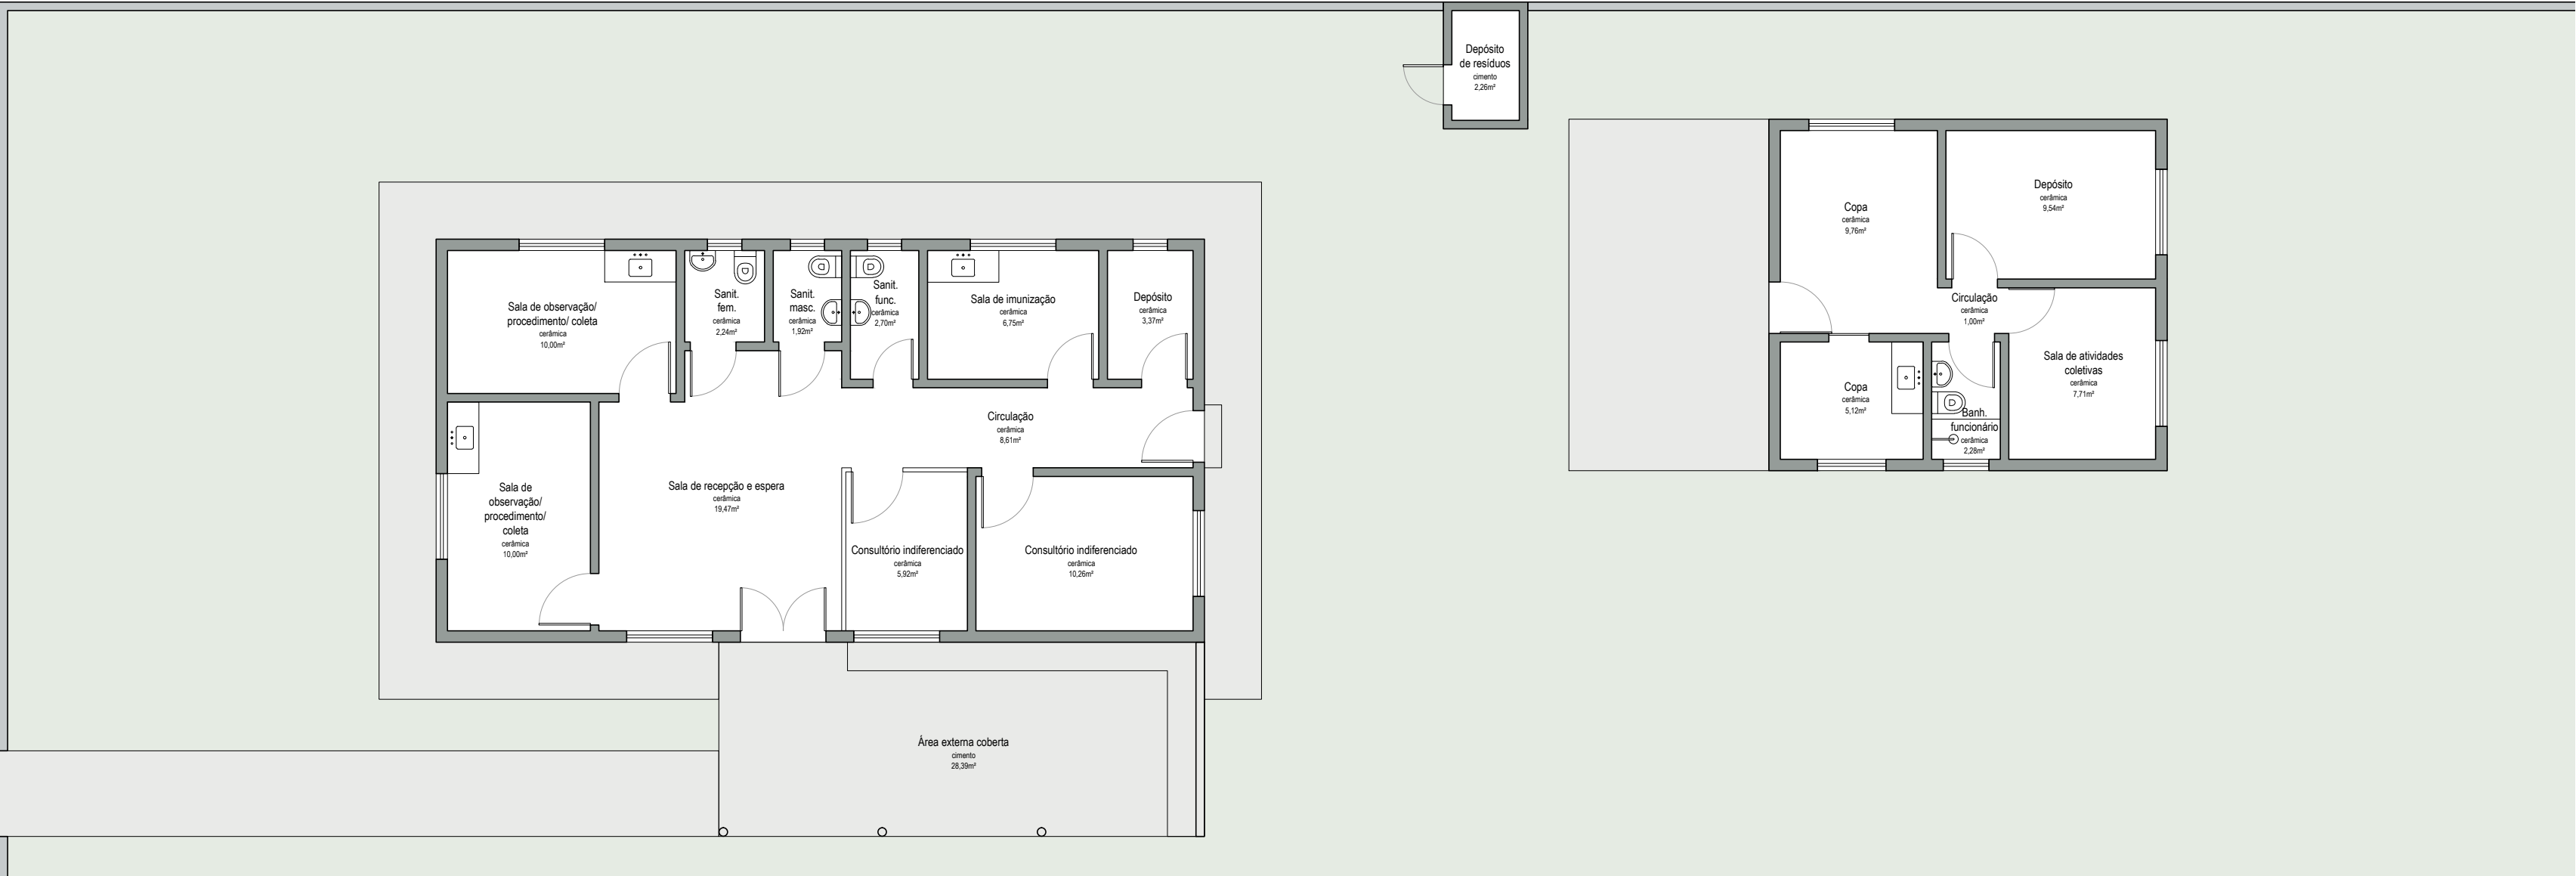 Depósito
de resíduos
cimento
2,26m²
Copa
cerâmica
9,76m²
Depósito
cerâmica
9,54m²
Circulação
cerâmica
1,00m²
Sala de atividades
coletivas
cerâmica
7,71m²
Copa
cerâmica
5,12m²
Banh.
funcionário
cerâmica
2,28m²
Sala de observação/
procedimento/ coleta
cerâmica
10,00m²
Sanit.
fem.
cerâmica
2,24m²
Sanit.
masc.
cerâmica
1,92m²
Sanit.
func.
cerâmica
2,70m²
Sala de imunização
cerâmica
6,75m²
Depósito
cerâmica
3,37m²
Circulação
cerâmica
8,61m²
Sala de
observação/
procedimento/
coleta
cerâmica
10,00m²
Sala de recepção e espera
cerâmica
19,47m²
Consultório indiferenciado
cerâmica
5,92m²
Consultório indiferenciado
cerâmica
10,26m²
Área externa coberta
cimento
28,39m²